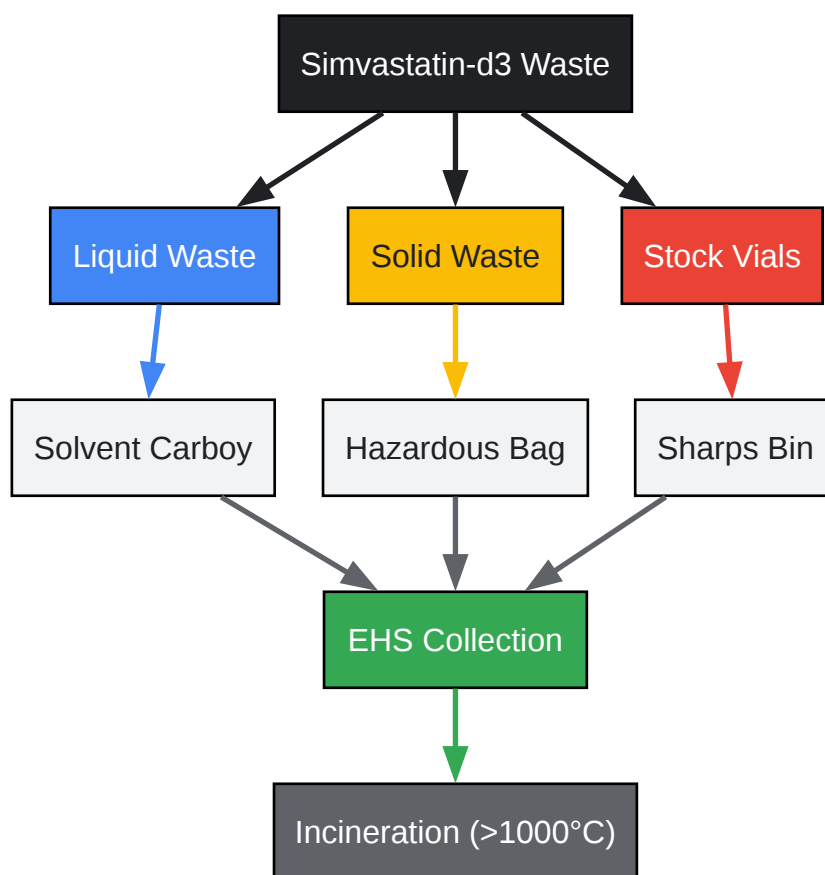 Simvastatin-d3 Waste
Liquid Waste
Solid Waste
Stock Vials
Solvent Carboy
Hazardous Bag
Sharps Bin
EHS Collection
Incineration (>1000°C)